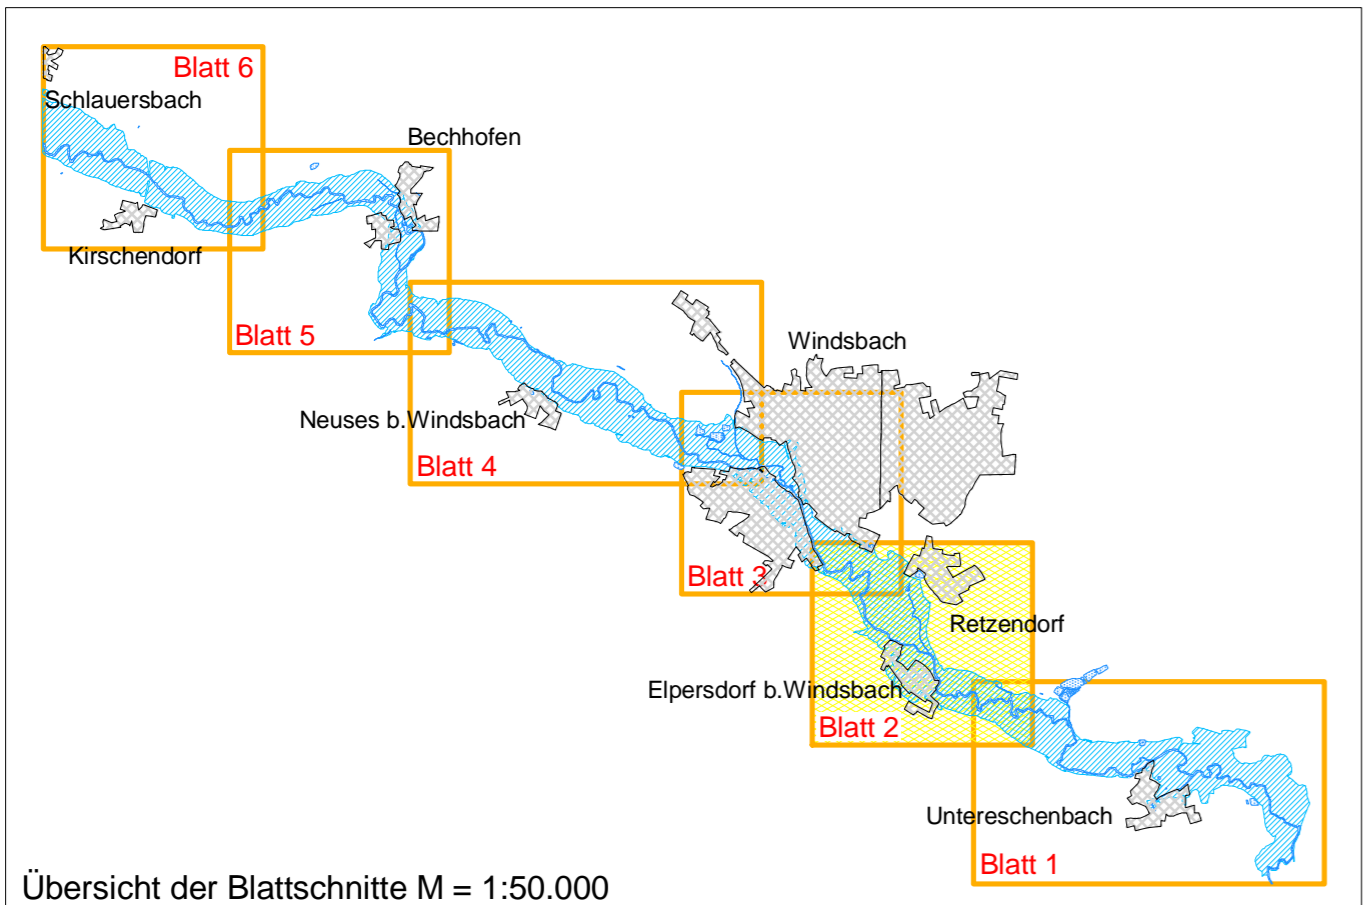 Blatt 6
Schlauersbach
Bechhofen
Kirschendorf
Blatt 5
Windsbach
Neuses b.Windsbach
Blatt 4
Blatt 3
Retzendorf
Elpersdorf b.Windsbach
Blatt 2
Untereschenbach
Blatt 1
Übersicht der Blattschnitte M = 1:50.000